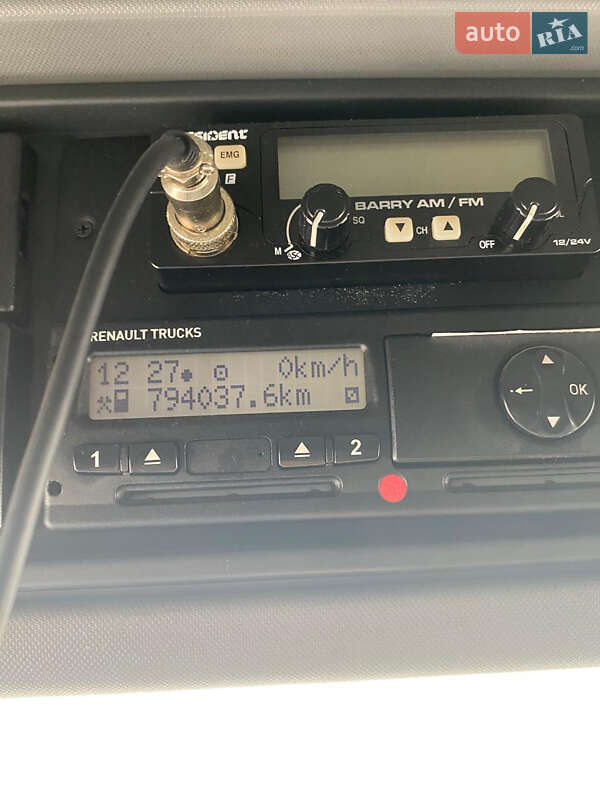 auto RIA .com
EMG
BARRY AM / FM
SQ
CH
M
OFF
12/24V
RENAULT TRUCKS
12 27 0km/h
794037.6km
OK
1
2